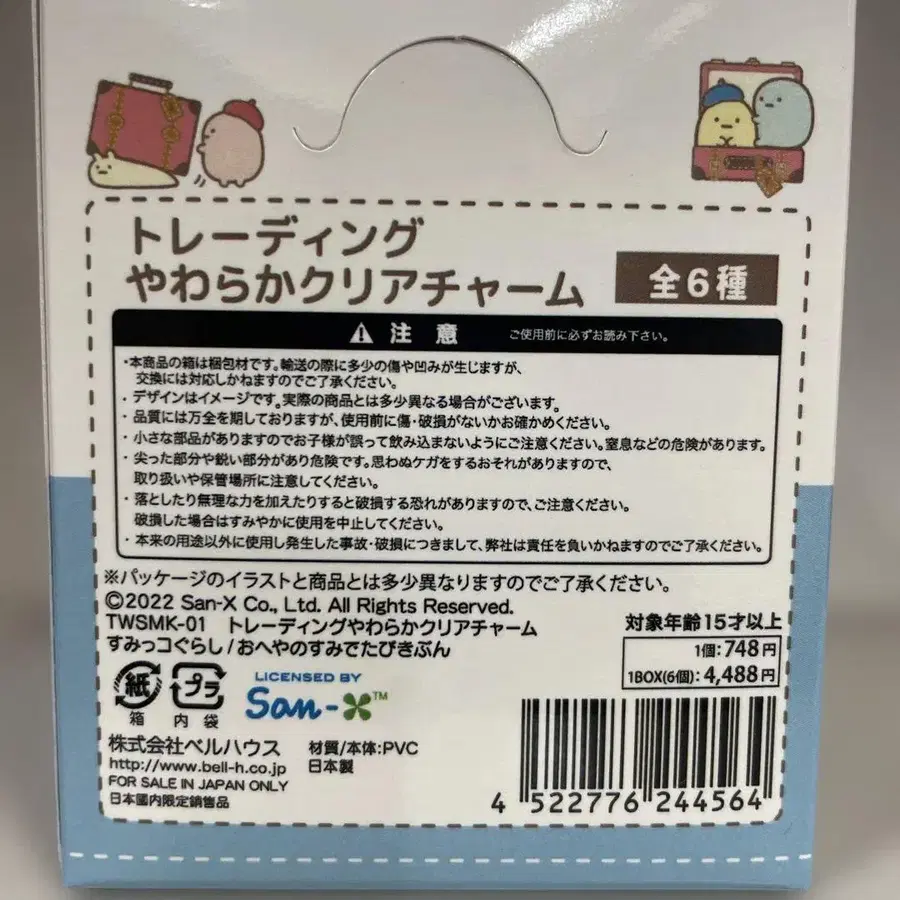 トレーディング
やわらかクリアチャーム
全6種
注意
ご使用前に必ずお読み下さい。
・本商品の箱は梱包材です。輸送の際に多少の傷や凹みが生じますが、
交換には対応しかねますのでご了承ください。
・デザインはイメージです。実際の商品とは多少異なる場合がございます。
・品質には万全を期しておりますが、使用前に傷・破損がないかお確かめください。
・小さな部品がありますのでお子様が誤って飲み込まないようにご注意ください。窒息などの危険があります。
・尖った部分や鋭い部分があり危険です。思わぬケガをするおそれがありますので、
取り扱いや保管場所に注意してください。
・落としたり無理な力を加えたりすると破損する恐れがありますので、ご注意ください。
破損した場合はすみやかに使用を中止してください。
・本来の用途以外に使用し発生した事故・破損につきまして、弊社は責任を負いかねますのでご了承ください。
※パッケージのイラストと商品とは多少異なりますのでご了承ください。
©2022 San-X Co., Ltd. All Rights Reserved.
TWSMK-01 トレーディングやわらかクリアチャーム
すみっコぐらし/おへやのすみでたびきぶん
対象年齢15才以上
1個:748円
1BOX(6個):4,488円
紙
箱
プラ
内袋
LICENSED BY
San-X™
株式会社ベルハウス
http://www.bell-h.co.jp
FOR SALE IN JAPAN ONLY
日本國内限定銷售品
材質/本体:PVC
日本製
4 522776 244564